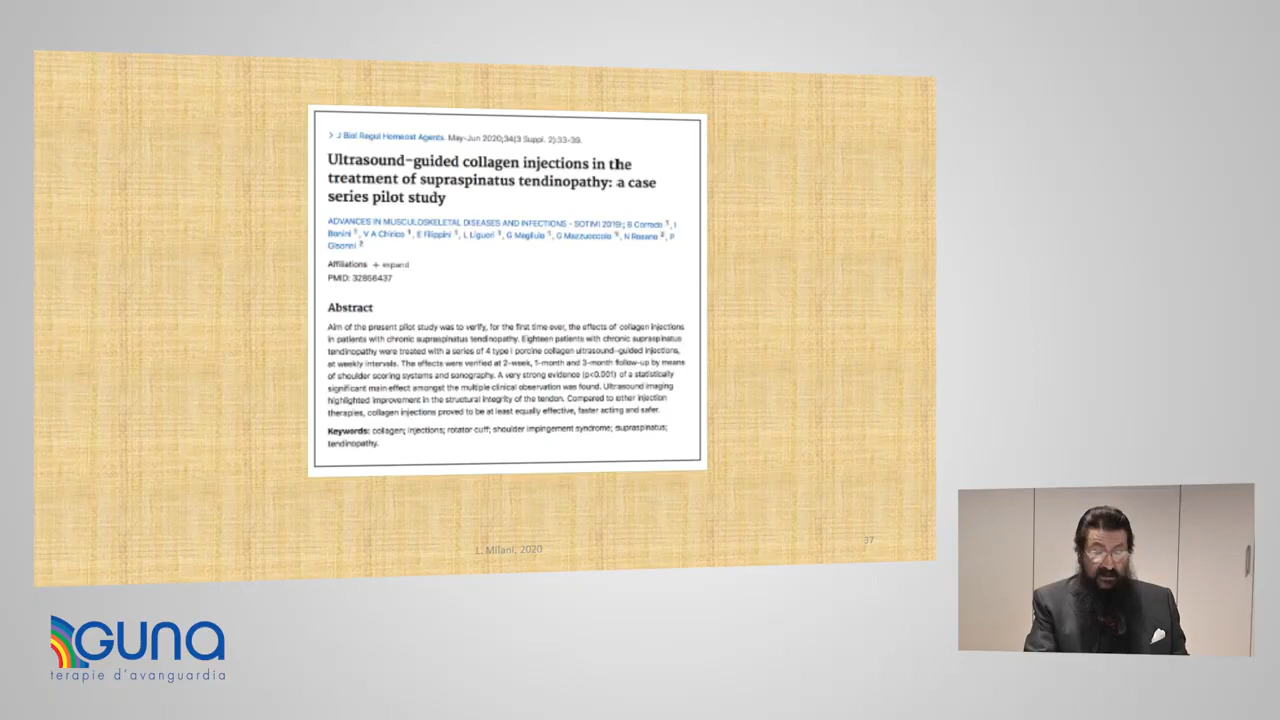 > J Biol Regul Homeost Agents. May-Jun 2020;34(3 Suppl. 2):33-39.
Ultrasound-guided collagen injections in the
treatment of supraspinatus tendinopathy: a case
series pilot study
ADVANCES IN MUSCULOSKELETAL DISEASES AND INFECTIONS - SOTIMI 2019; B Corrado 1, I
Bonini 1, V A Chirico 1, E Filippini 1, L Liguori 1, G Magliulo 1, G Mazzuoccolo 1, N Rosano 2, P
Gisonni 2
Affiliations + expand
PMID: 32856437
Abstract
Aim of the present pilot study was to verify, for the first time ever, the effects of collagen injections
in patients with chronic supraspinatus tendinopathy. Eighteen patients with chronic supraspinatus
tendinopathy were treated with a series of 4 type I porcine collagen ultrasound-guided injections,
at weekly intervals. The effects were verified at 2-week, 1-month and 3-month follow-up by means
of shoulder scoring systems and sonography. A very strong evidence (p<0.001) of a statistically
significant main effect amongst the multiple clinical observation was found. Ultrasound imaging
highlighted improvement in the structural integrity of the tendon. Compared to other injection
therapies, collagen injections proved to be at least equally effective, faster acting and safer.
Keywords: collagen; injections; rotator cuff; shoulder impingement syndrome; supraspinatus;
tendinopathy.
L. Milani, 2020
37
GUNA
terapie d'avanguardia